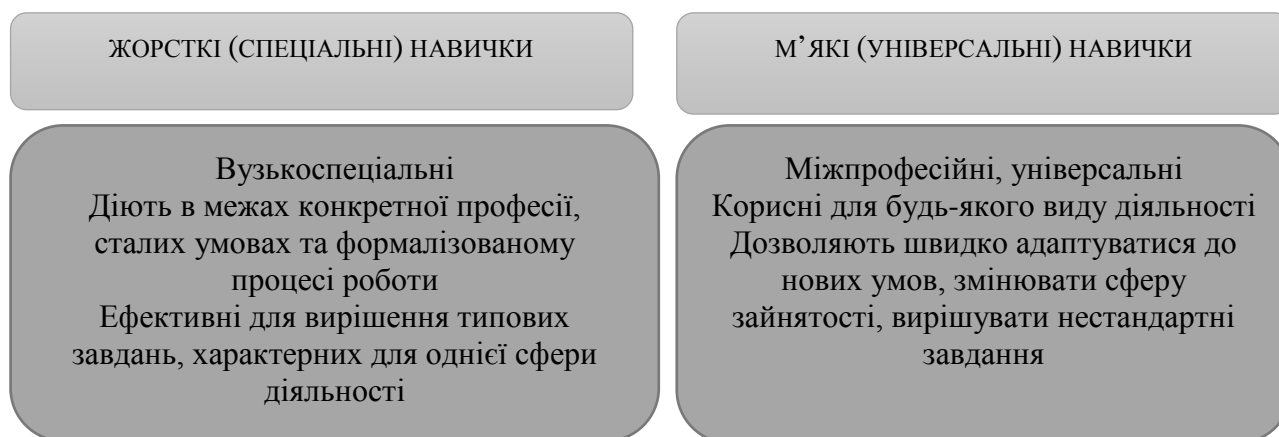 ЖОРСТКІ (СПЕЦІАЛЬНІ) НАВИЧКИ
Вузькоспеціальні
Діють в межах конкретної професії,
сталих умовах та формалізованому
процесі роботи
Ефективні для вирішення типових
завдань, характерних для однієї сфери
діяльності
М’ЯКІ (УНІВЕРСАЛЬНІ) НАВИЧКИ
Міжпрофесійні, універсальні
Корисні для будь-якого виду діяльності
Дозволяють швидко адаптуватися до
нових умов, змінювати сферу
зайнятості, вирішувати нестандартні
завдання